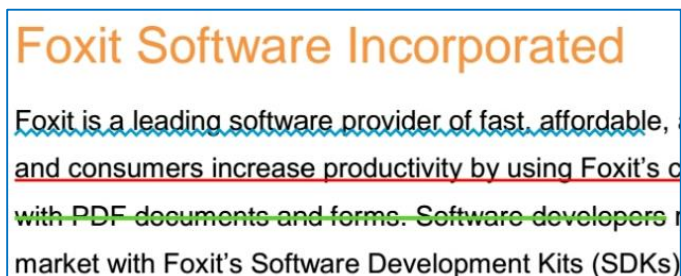 Foxit Software Incorporated
Foxit is a leading software provider of fast, affordable,
and consumers increase productivity by using Foxit's
with PDF documents and forms. Software developers
market with Foxit's Software Development Kits (SDKs)